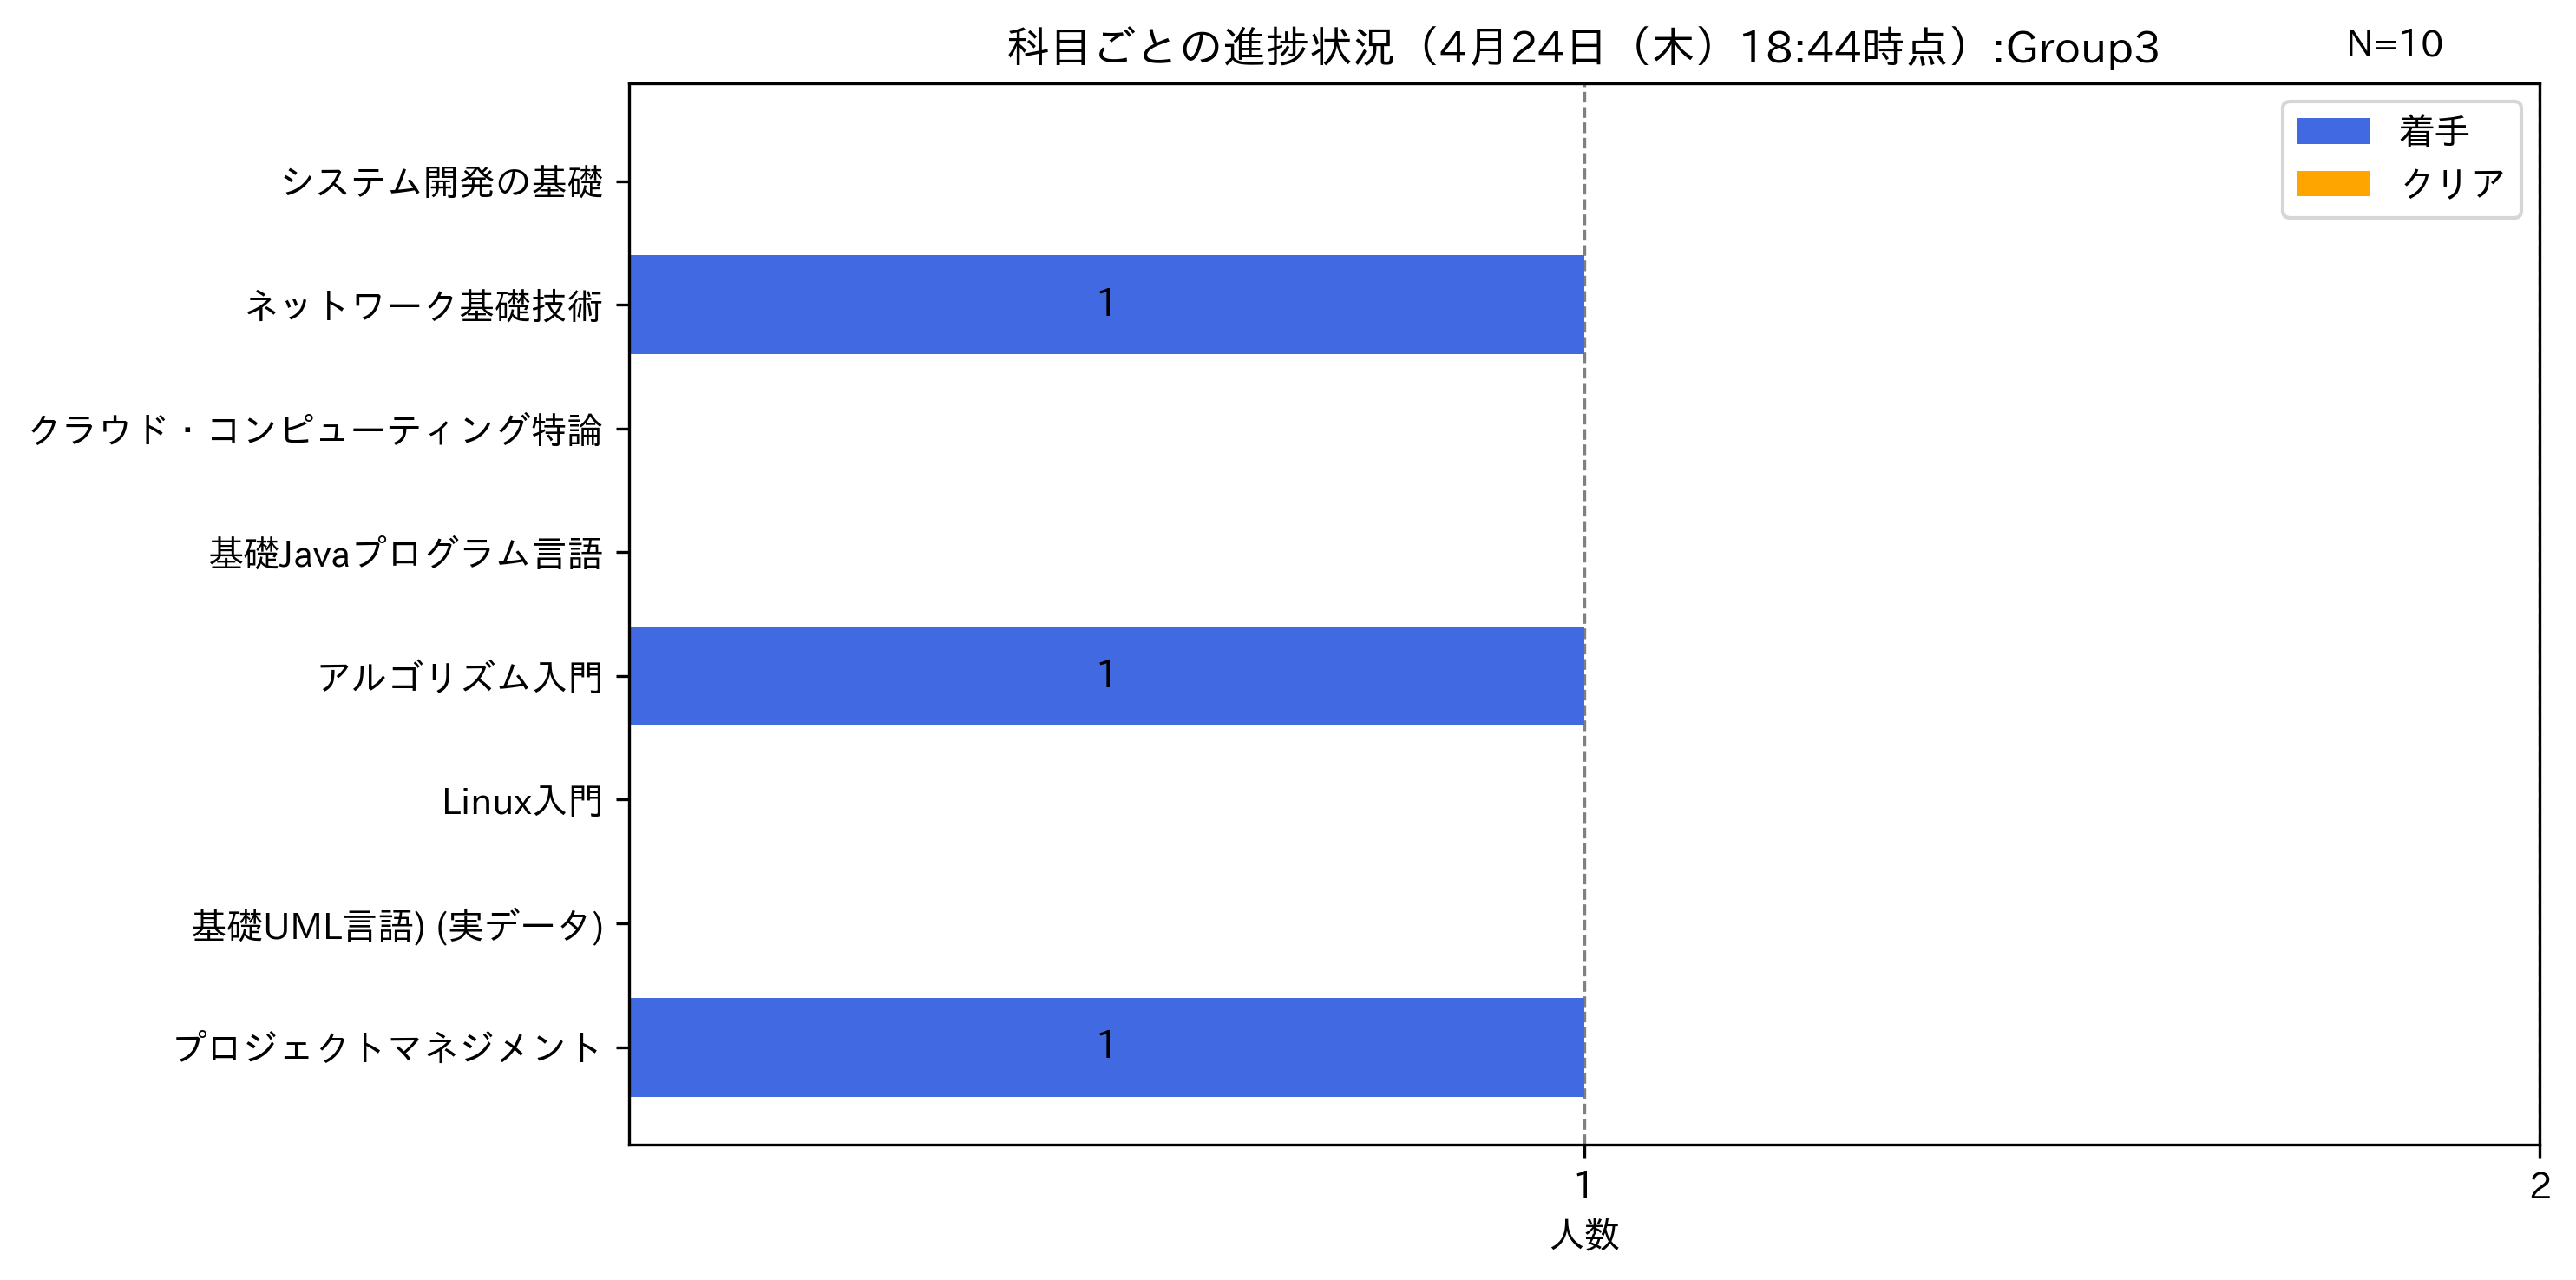 科目ごとの進捗状況（4月24日（木）18:44時点）:Group3
N=10
着手
クリア
システム開発の基礎
ネットワーク基礎技術
1
クラウド・コンピューティング特論
基礎Javaプログラム言語
アルゴリズム入門
1
Linux入門
基礎UML言語) (実データ)
プロジェクトマネジメント
1
1
2
人数